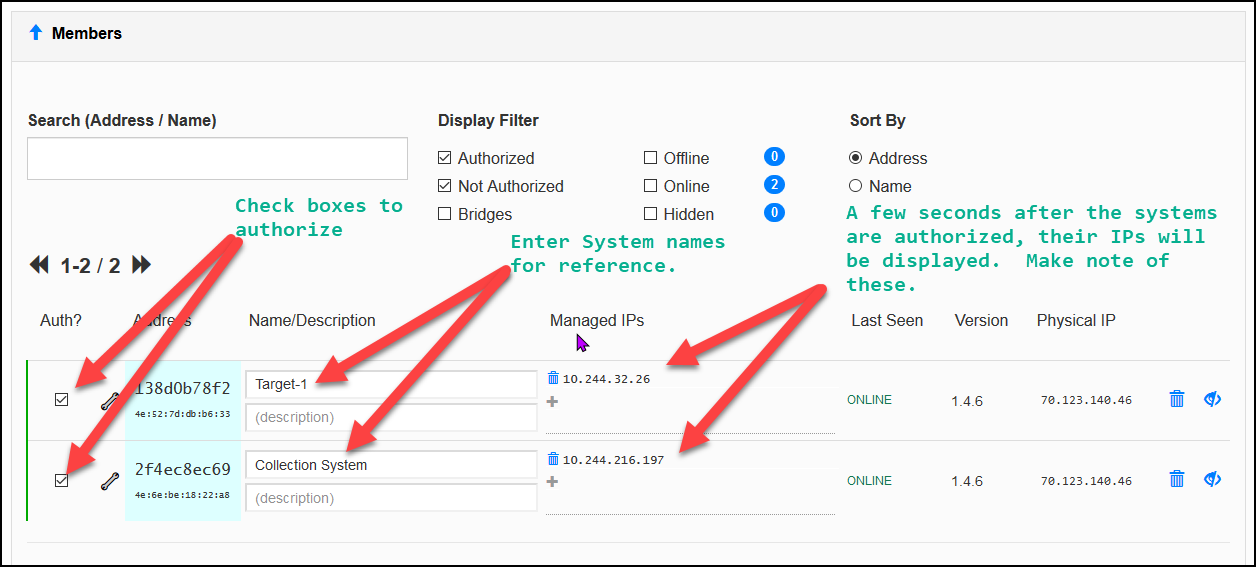 Members
Search (Address / Name)
Display Filter
Sort By
Authorized
Offline
0
Address
Not Authorized
Online
2
Name
Bridges
Hidden
0
Check boxes to
authorize
Enter System names
for reference.
A few seconds after the systems
are authorized, their IPs will
be displayed. Make note of
these.
1-2 / 2
Auth?
Address
Name/Description
Managed IPs
Last Seen
Version
Physical IP
138d0b78f2
4e:52:7d:db:b6:33
Target-1
(description)
10.244.32.26
ONLINE
1.4.6
70.123.140.46
2f4ec8ec69
4e:6e:be:18:22:a8
Collection System
(description)
10.244.216.197
ONLINE
1.4.6
70.123.140.46